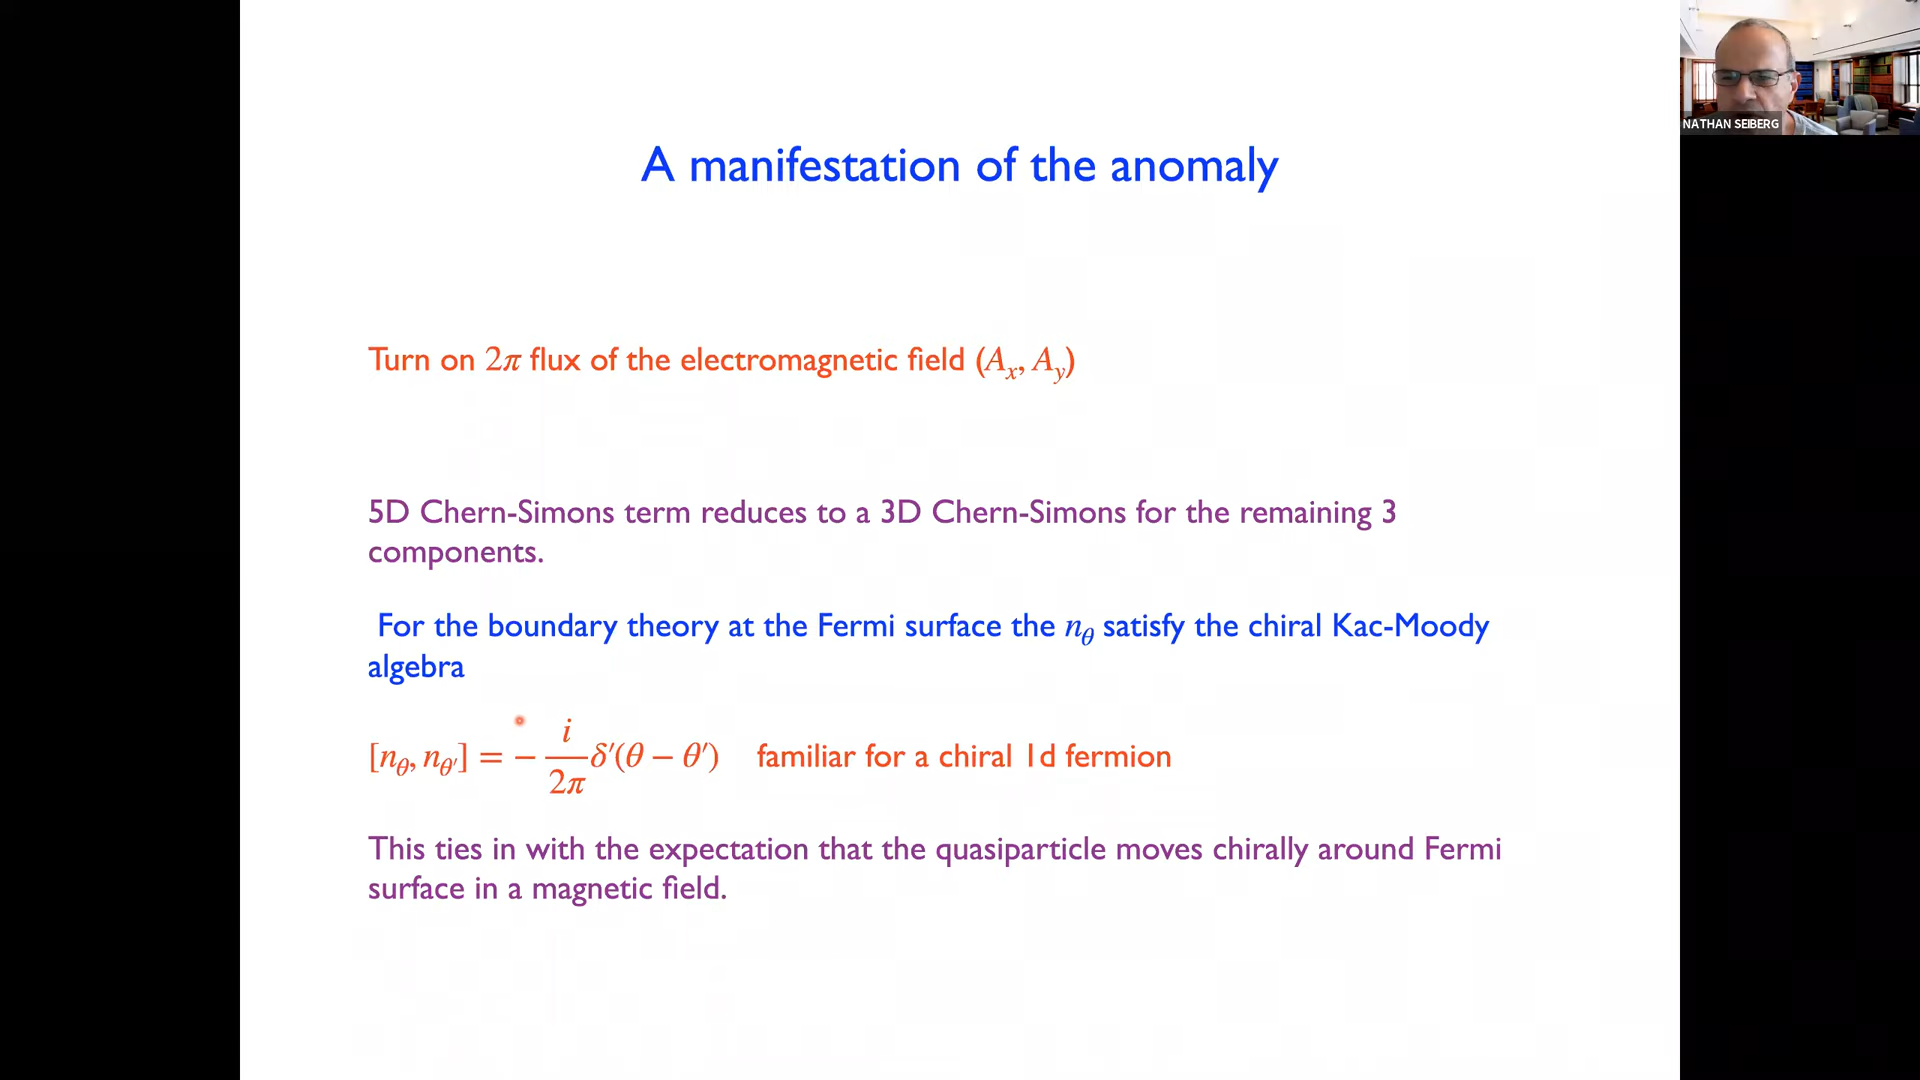 NATHAN SEIBERG
A manifestation of the anomaly
Turn on 2π flux of the electromagnetic field (Aₓ, A_y)
5D Chern-Simons term reduces to a 3D Chern-Simons for the remaining 3
components.
For the boundary theory at the Fermi surface the n_θ satisfy the chiral Kac-Moody
algebra
[n_θ, n_θ′] = − i/2π δ′(θ − θ′) familiar for a chiral 1d fermion
This ties in with the expectation that the quasiparticle moves chirally around Fermi
surface in a magnetic field.